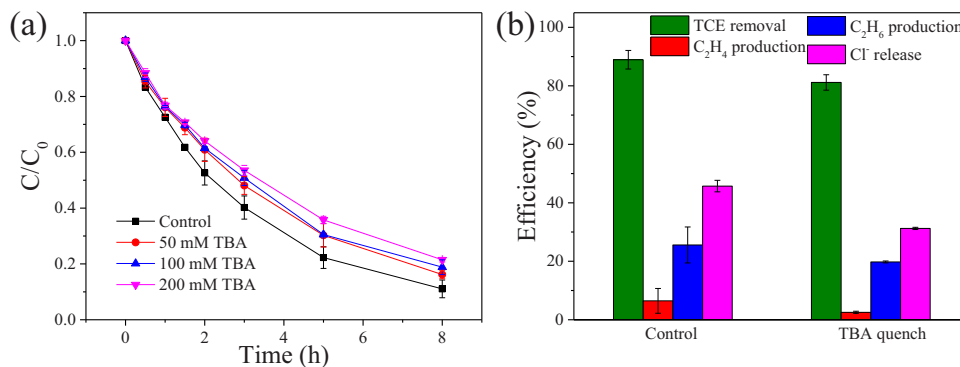 (a)
1.0
0.8
0.6
0.4
0.2
0.0
C/C₀
Control
50 mM TBA
100 mM TBA
200 mM TBA
0
2
4
6
8
Time (h)
(b)
100
80
60
40
20
0
Efficiency (%)
TCE removal
C₂H₄ production
C₂H₆ production
Cl⁻ release
Control
TBA quench